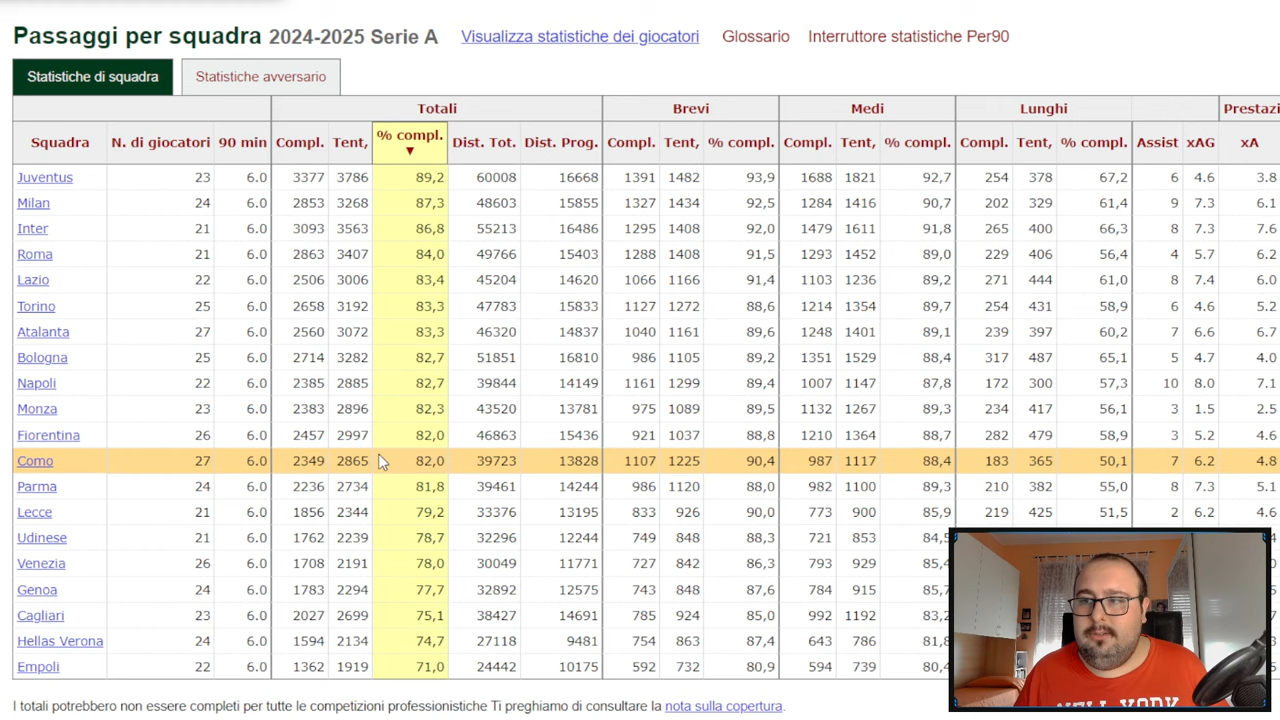 Passaggi per squadra 2024-2025 Serie A Visualizza statistiche dei giocatori Glossario Interruttore statistiche Per90
Statistiche di squadra Statistiche avversario
Totali Brevi Medi Lunghi Prestazi
Squadra N. di giocatori 90 min Compl. Tent, % compl. ▼ Dist. Tot. Dist. Prog. Compl. Tent, % compl. Compl. Tent, % compl. Compl. Tent, % compl. Assist xAG xA
Juventus 23 6.0 3377 3786 89,2 60008 16668 1391 1482 93,9 1688 1821 92,7 254 378 67,2 6 4.6 3.8
Milan 24 6.0 2853 3268 87,3 48603 15855 1327 1434 92,5 1284 1416 90,7 202 329 61,4 9 7.3 6.1
Inter 21 6.0 3093 3563 86,8 55213 16486 1295 1408 92,0 1479 1611 91,8 265 400 66,3 8 7.3 7.6
Roma 21 6.0 2863 3407 84,0 49766 15403 1288 1408 91,5 1293 1452 89,0 229 406 56,4 4 5.7 6.2
Lazio 22 6.0 2506 3006 83,4 45204 14620 1066 1166 91,4 1103 1236 89,2 271 444 61,0 8 7.4 6.0
Torino 25 6.0 2658 3192 83,3 47783 15833 1127 1272 88,6 1214 1354 89,7 254 431 58,9 6 4.6 5.2
Atalanta 27 6.0 2560 3072 83,3 46320 14837 1040 1161 89,6 1248 1401 89,1 239 397 60,2 7 6.6 6.7
Bologna 25 6.0 2714 3282 82,7 51851 16810 986 1105 89,2 1351 1529 88,4 317 487 65,1 5 4.7 4.0
Napoli 22 6.0 2385 2885 82,7 39844 14149 1161 1299 89,4 1007 1147 87,8 172 300 57,3 10 8.0 7.1
Monza 23 6.0 2383 2896 82,3 43520 13781 975 1089 89,5 1132 1267 89,3 234 417 56,1 3 1.5 2.5
Fiorentina 26 6.0 2457 2997 82,0 46863 15436 921 1037 88,8 1210 1364 88,7 282 479 58,9 3 5.2 4.6
Como 27 6.0 2349 2865 82,0 39723 13828 1107 1225 90,4 987 1117 88,4 183 365 50,1 7 6.2 4.8
Parma 24 6.0 2236 2734 81,8 39461 14244 986 1120 88,0 982 1100 89,3 210 382 55,0 8 7.3 5.1
Lecce 21 6.0 1856 2344 79,2 33376 13195 833 926 90,0 773 900 85,9 219 425 51,5 2 6.2 4.6
Udinese 21 6.0 1762 2239 78,7 32296 12244 749 848 88,3 721 853 84,5
Venezia 26 6.0 1708 2191 78,0 30049 11771 727 842 86,3 793 929 85,4
Genoa 24 6.0 1783 2294 77,7 32892 12575 743 848 87,6 784 915 85,7
Cagliari 23 6.0 2027 2699 75,1 38427 14691 785 924 85,0 992 1192 83,2
Hellas Verona 24 6.0 1594 2134 74,7 27118 9481 754 863 87,4 643 786 81,8
Empoli 22 6.0 1362 1919 71,0 24442 10175 592 732 80,9 594 739 80,4
I totali potrebbero non essere completi per tutte le competizioni professionistiche Ti preghiamo di consultare la nota sulla copertura.